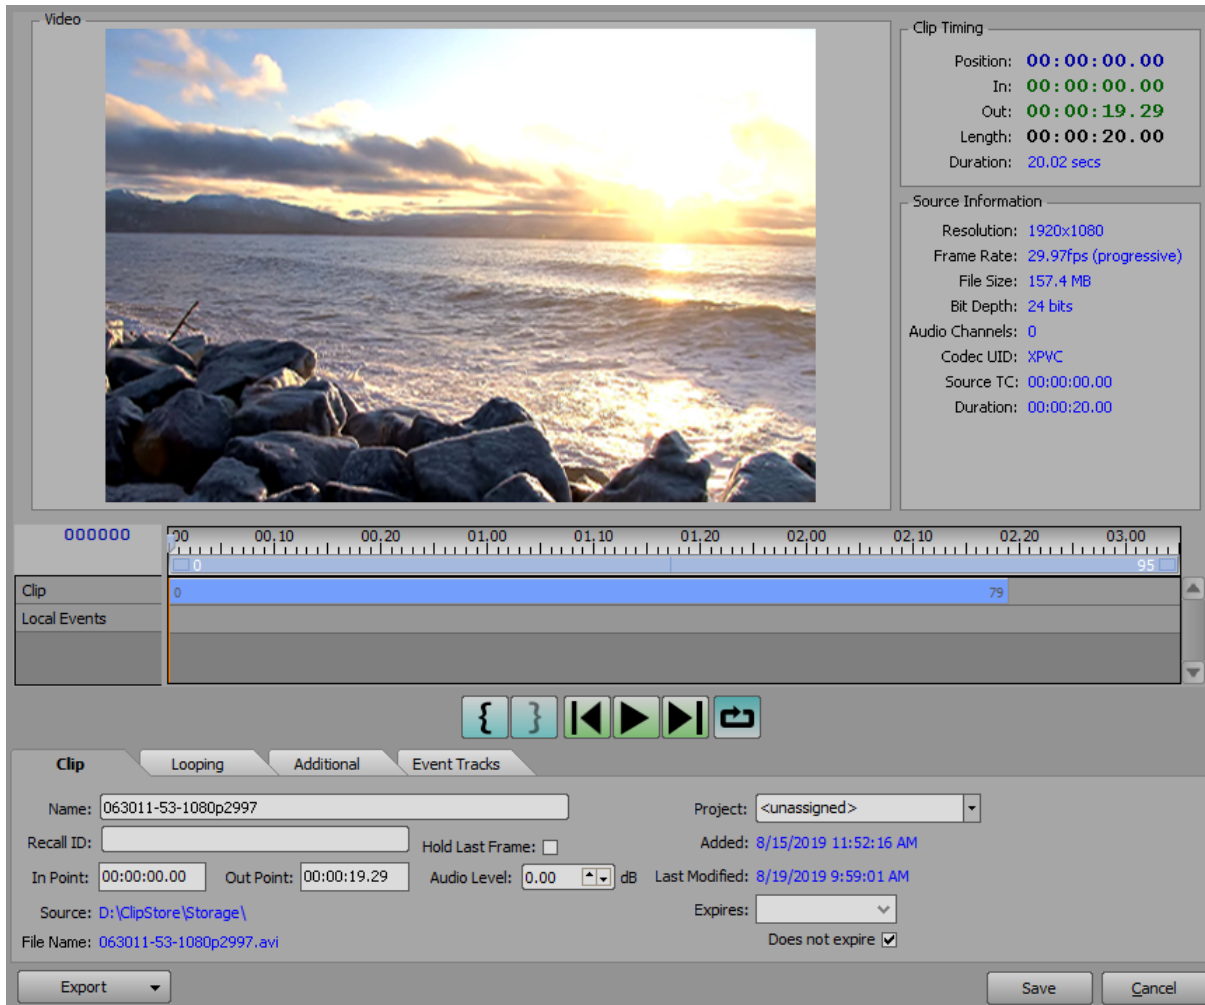 Video
Clip Timing
Position: 00:00:00.00
In: 00:00:00.00
Out: 00:00:19.29
Length: 00:00:20.00
Duration: 20.02 secs
Source Information
Resolution: 1920x1080
Frame Rate: 29.97fps (progressive)
File Size: 157.4 MB
Bit Depth: 24 bits
Audio Channels: 0
Codec UID: XPVC
Source TC: 00:00:00.00
Duration: 00:00:20.00
000000 00 00.10 00.20 01.00 01.10 01.20 02.00 02.10 02.20 03.00
0 95
Clip 0 79
Local Events
{ }
Clip Looping Additional Event Tracks
Name: 063011-53-1080p2997 Project: <unassigned>
Recall ID: Hold Last Frame: Added: 8/15/2019 11:52:16 AM
In Point: 00:00:00.00 Out Point: 00:00:19.29 Audio Level: 0.00 dB Last Modified: 8/19/2019 9:59:01 AM
Source: D:\ClipStore\Storage\ Expires:
File Name: 063011-53-1080p2997.avi Does not expire
Export Save Cancel